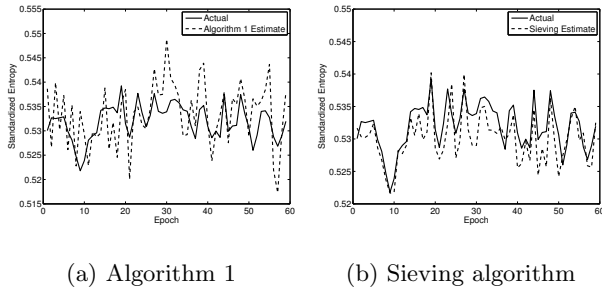 0.555
0.55
0.545
0.54
0.535
0.53
0.525
0.52
0.515
Standardized Entropy
0 10 20 30 40 50 60
Epoch
Actual
Algorithm 1 Estimate
(a) Algorithm 1
0.55
0.545
0.54
0.535
0.53
0.525
0.52
Standardized Entropy
0 10 20 30 40 50 60
Epoch
Actual
Sieving Estimate
(b) Sieving algorithm